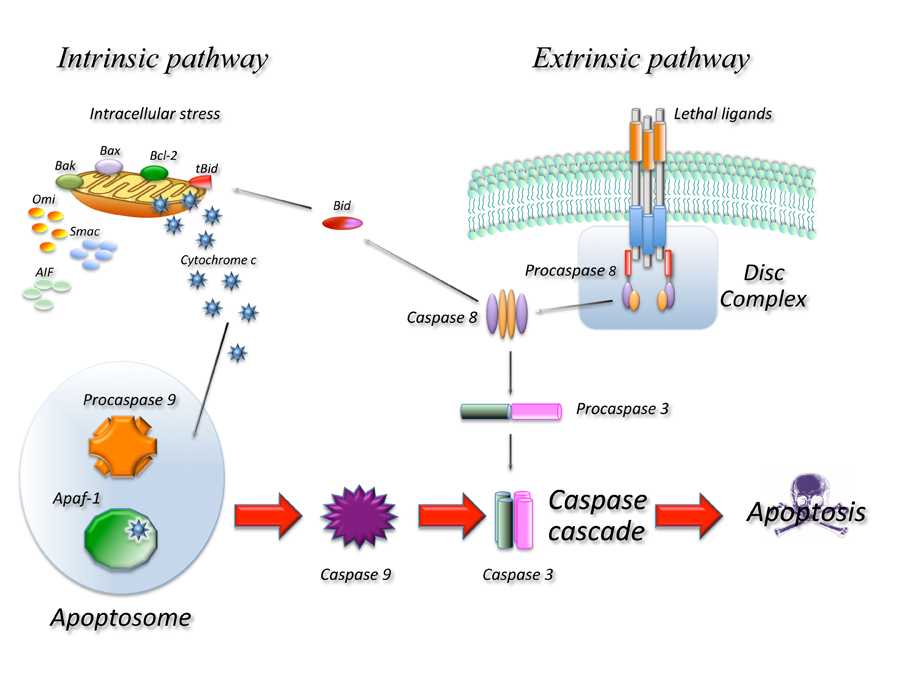 Intrinsic pathway
Extrinsic pathway
Intracellular stress
Lethal ligands
Bak
Bax
Bcl-2
tBid
Omi
Smac
AIF
Cytochrome c
Bid
Procaspase 8
Disc
Complex
Caspase 8
Procaspase 3
Procaspase 9
Apaf-1
Apoptosome
Caspase 9
Caspase 3
Caspase
cascade
Apoptosis